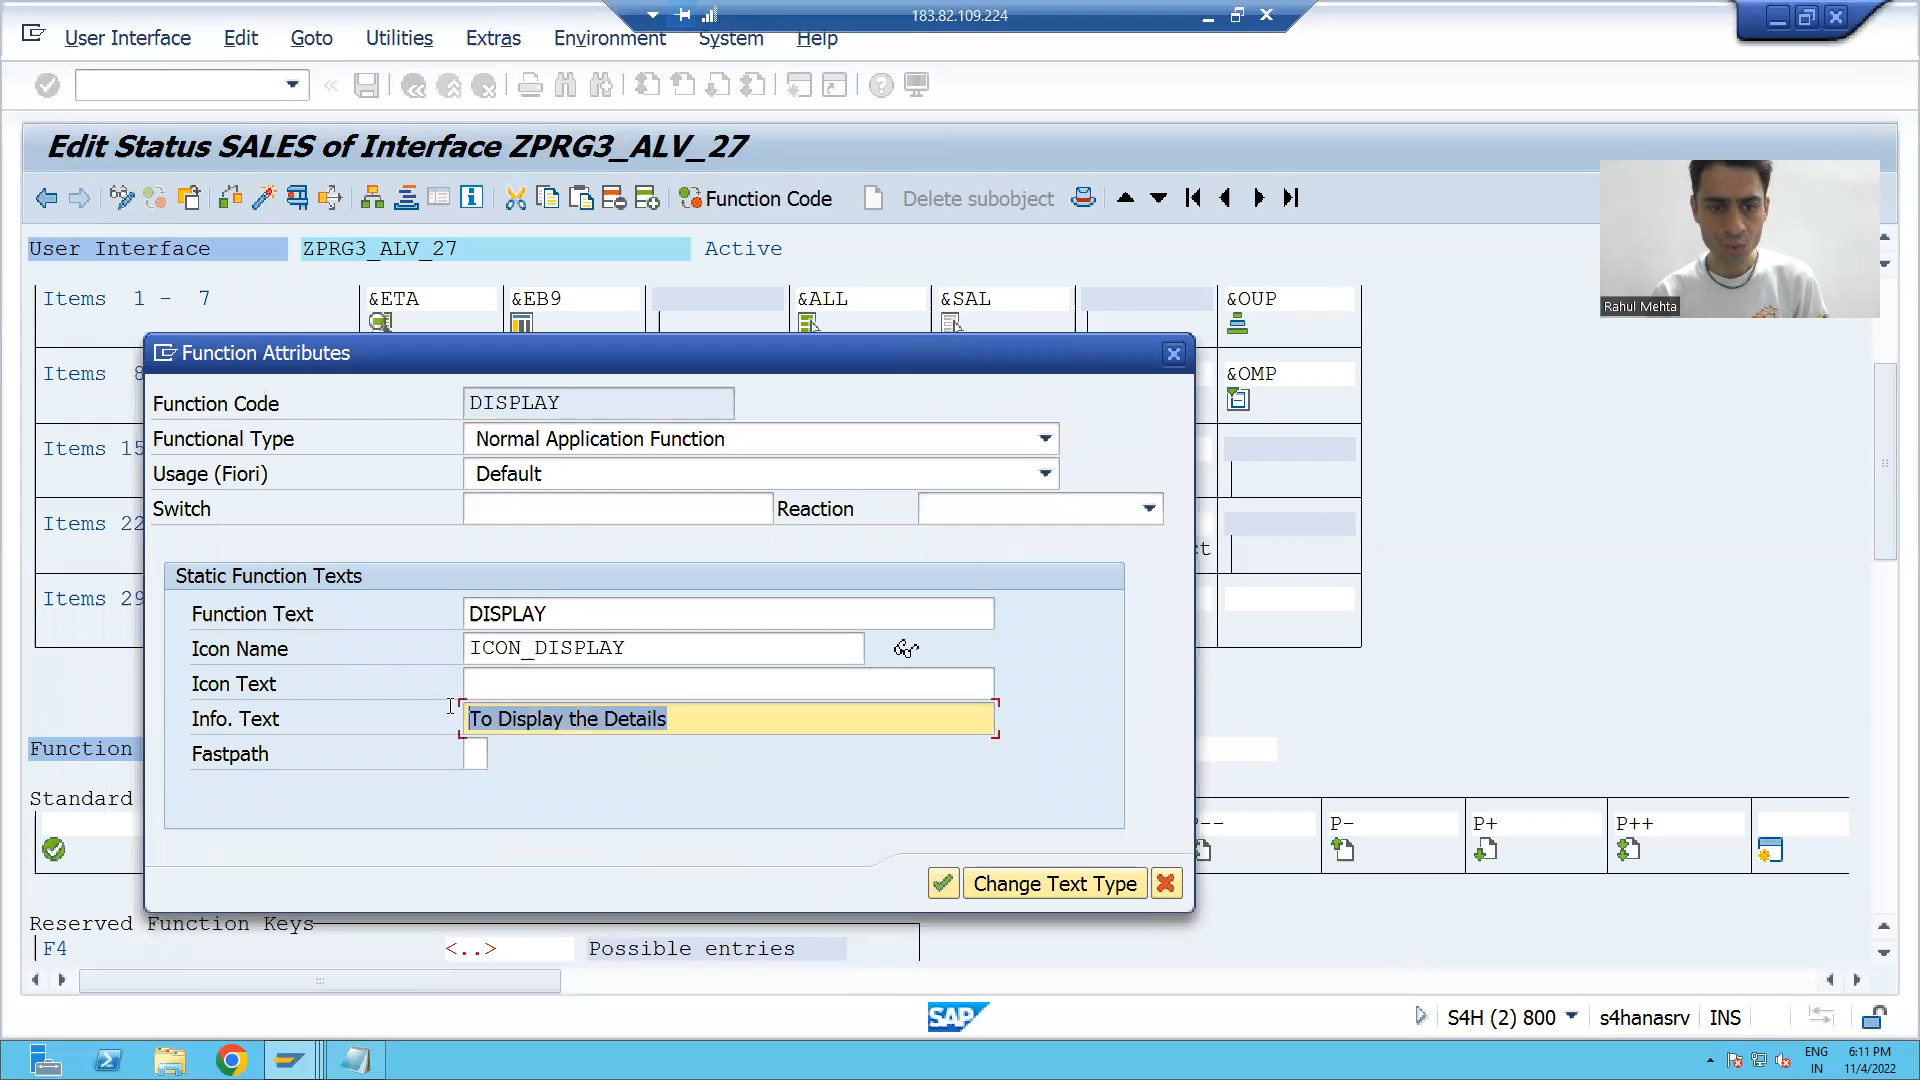 183.82.109.224
User Interface Edit Goto Utilities Extras Environment System Help
Edit Status SALES of Interface ZPRG3_ALV_27
Function Code Delete subobject
User Interface ZPRG3_ALV_27 Active
Rahul Mehta
Items 1 - 7 &ETA &EB9 &ALL &SAL &OUP
Function Attributes
Items 8 &OMP
Function Code DISPLAY
Functional Type Normal Application Function
Items 15
Usage (Fiori) Default
Switch Reaction
Items 22
Static Function Texts
Items 29
Function Text DISPLAY
Icon Name ICON_DISPLAY
Icon Text
Info. Text To Display the Details
Function
Fastpath
Standard
P- P+ P++
Change Text Type
Reserved Function Keys
F4 <..> Possible entries
SAP S4H (2) 800 s4hanasrv INS
ENG 6:11 PM
IN 11/4/2022